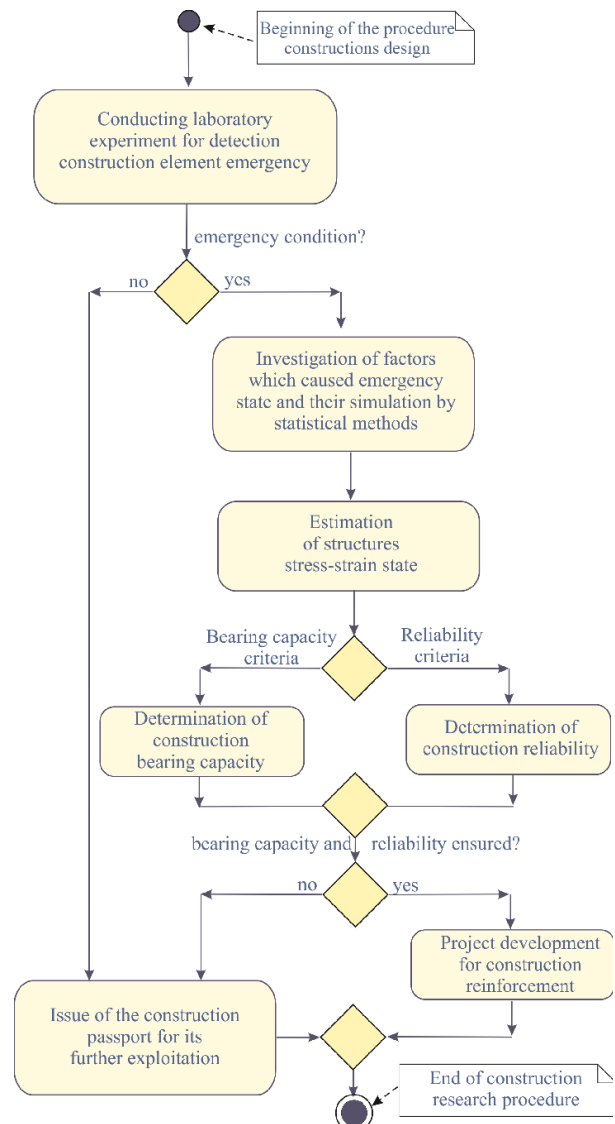 Beginning of the procedure
constructions design
Conducting laboratory
experiment for detection
construction element emergency
emergency condition?
no
yes
Investigation of factors
which caused emergency
state and their simulation by
statistical methods
Estimation
of structures
stress-strain state
Bearing capacity
criteria
Reliability
criteria
Determination of
construction
bearing capacity
Determination of
construction reliability
bearing capacity and reliability ensured?
no
yes
Project development
for construction
reinforcement
Issue of the construction
passport for its
further exploitation
End of construction
research procedure